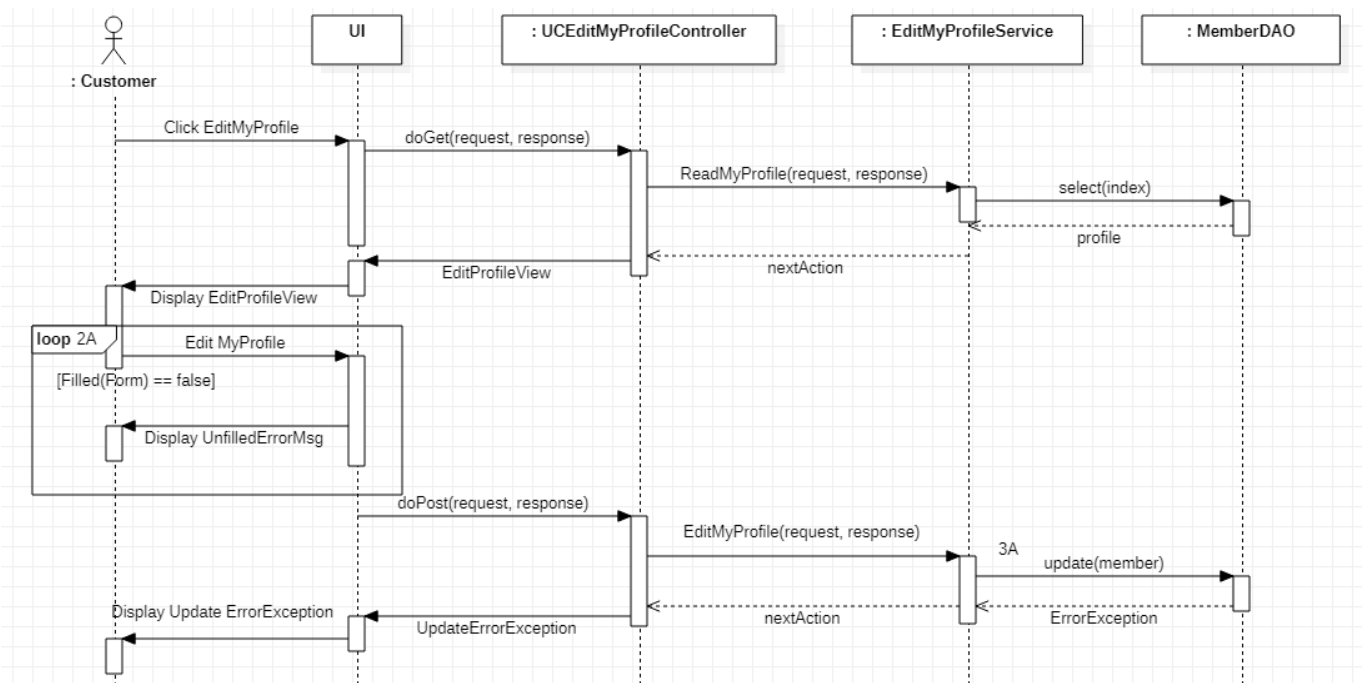 UI
: UCEditMyProfileController
: EditMyProfileService
: MemberDAO
: Customer
Click EditMyProfile
doGet(request, response)
ReadMyProfile(request, response)
select(index)
profile
nextAction
EditProfileView
Display EditProfileView
loop 2A
Edit MyProfile
[Filled(Form) == false]
Display UnfilledErrorMsg
doPost(request, response)
EditMyProfile(request, response)
3A
update(member)
ErrorException
nextAction
UpdateErrorException
Display Update ErrorException